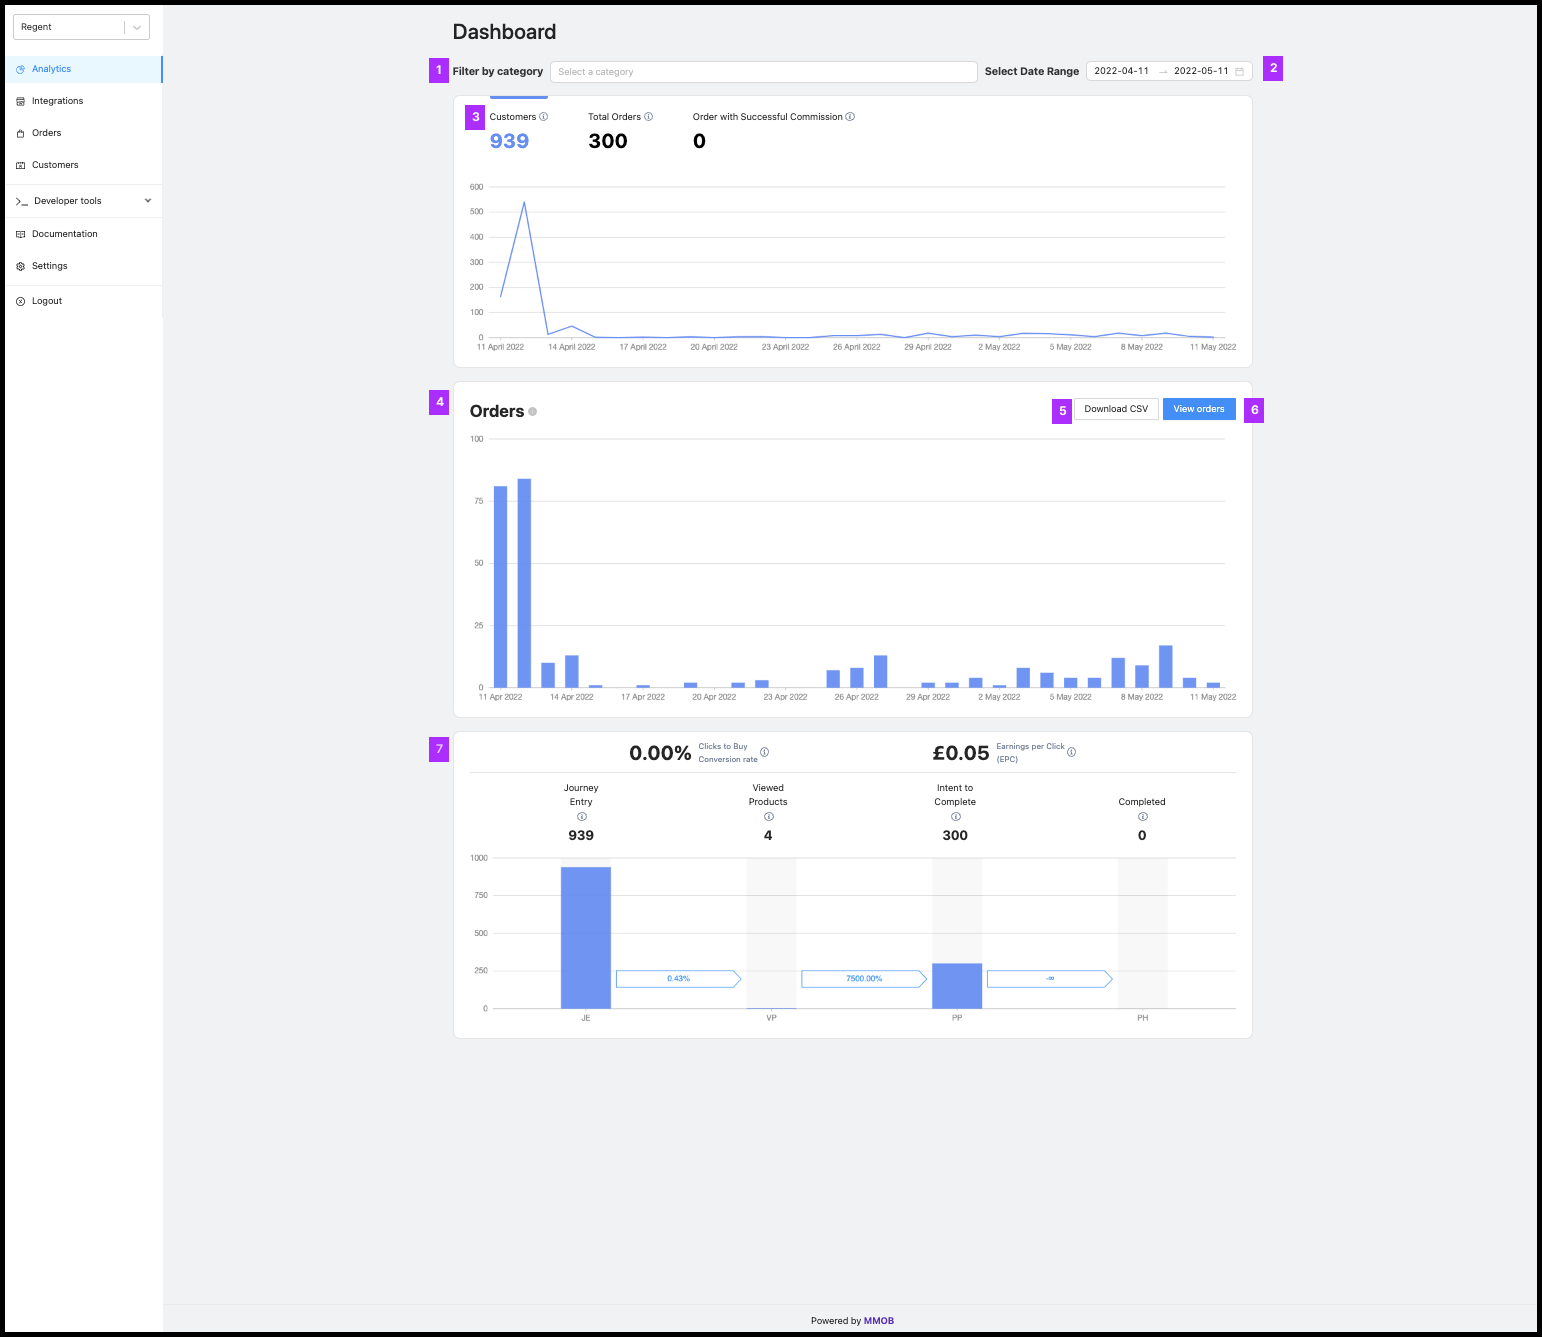 Regent
Analytics
Integrations
Orders
Customers
Developer tools
Documentation
Settings
Logout
Dashboard
1 Filter by category Select a category Select Date Range 2022-04-11 → 2022-05-11 2
3 Customers Total Orders Order with Successful Commission
939 300 0
600
500
400
300
200
100
0
11 April 2022 14 April 2022 17 April 2022 20 April 2022 23 April 2022 26 April 2022 29 April 2022 2 May 2022 5 May 2022 8 May 2022 11 May 2022
4 Orders 5 Download CSV View orders 6
100
75
50
25
0
11 Apr 2022 14 Apr 2022 17 Apr 2022 20 Apr 2022 23 Apr 2022 26 Apr 2022 29 Apr 2022 2 May 2022 5 May 2022 8 May 2022 11 May 2022
7 0.00% Clicks to Buy Conversion rate £0.05 Earnings per Click (EPC)
Journey Entry Viewed Products Intent to Complete Completed
939 4 300 0
1000
750
500
250
0
0.43% 7500.00% -∞
JE VP PP PH
Powered by MMOB